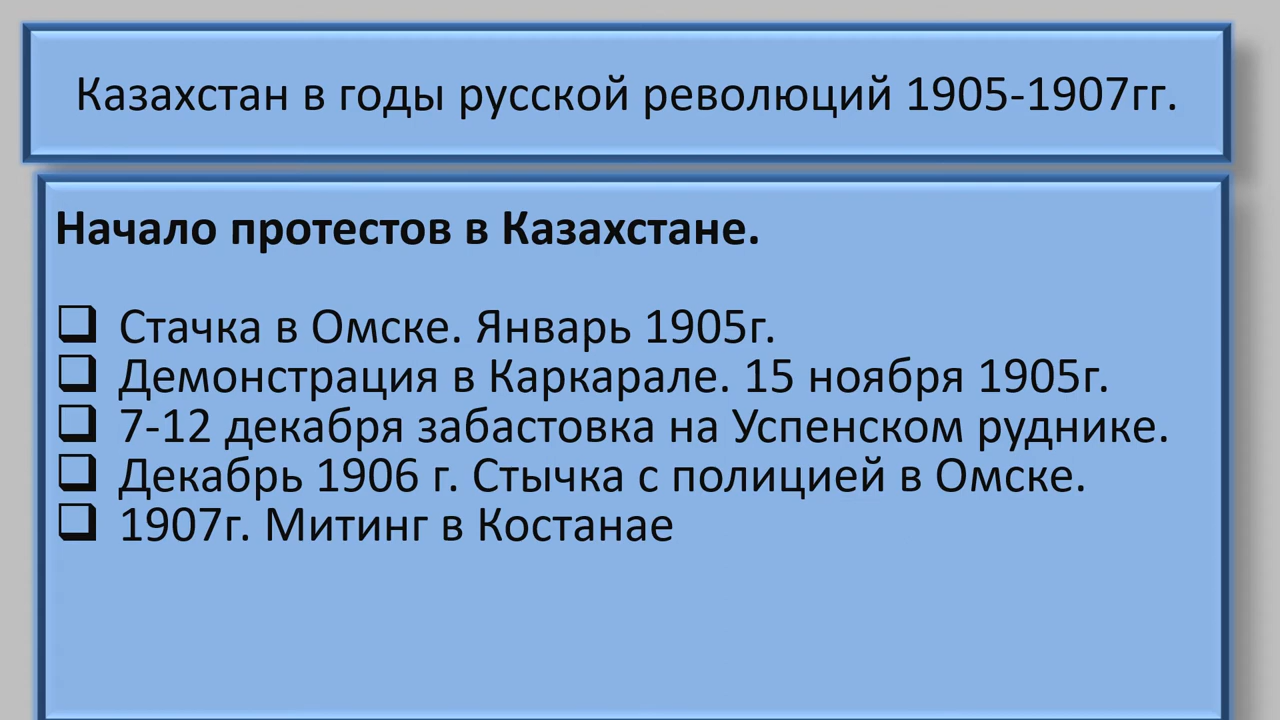 Казахстан в годы русской революций 1905-1907гг.
Начало протестов в Казахстане.
Стачка в Омске. Январь 1905г.
Демонстрация в Каркарале. 15 ноября 1905г.
7-12 декабря забастовка на Успенском руднике.
Декабрь 1906 г. Стычка с полицией в Омске.
1907г. Митинг в Костанае